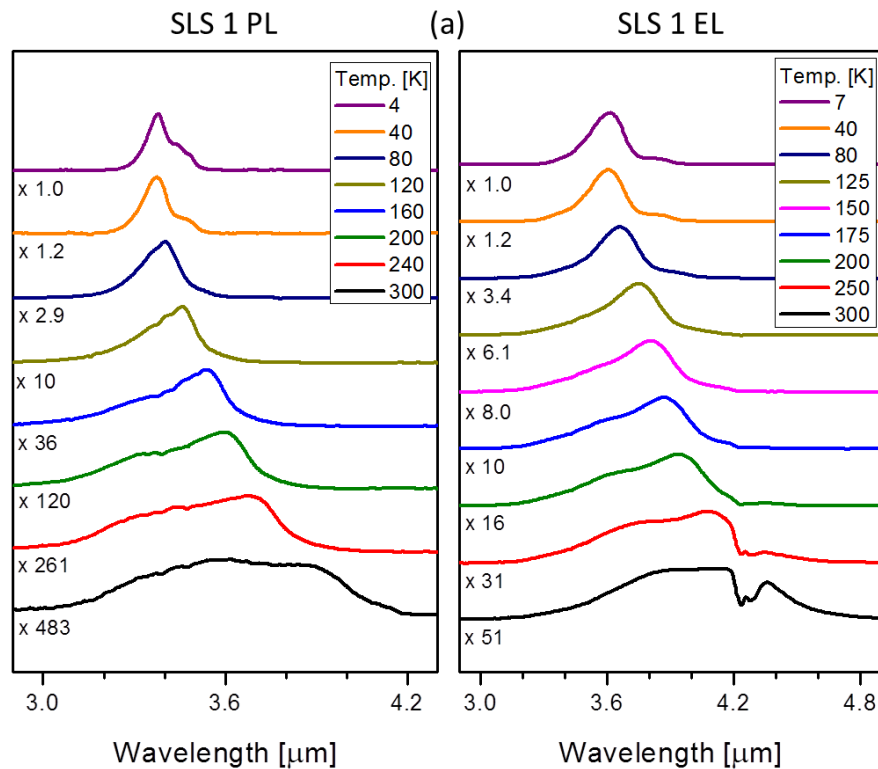 SLS 1 PL
(a)
SLS 1 EL
Temp. [K]
4
40
80
120
160
200
240
300
x 1.0
x 1.2
x 2.9
x 10
x 36
x 120
x 261
x 483
3.0
3.6
4.2
Wavelength [μm]
Temp. [K]
7
40
80
125
150
175
200
250
300
x 1.0
x 1.2
x 3.4
x 6.1
x 8.0
x 10
x 16
x 31
x 51
3.0
3.6
4.2
4.8
Wavelength [μm]